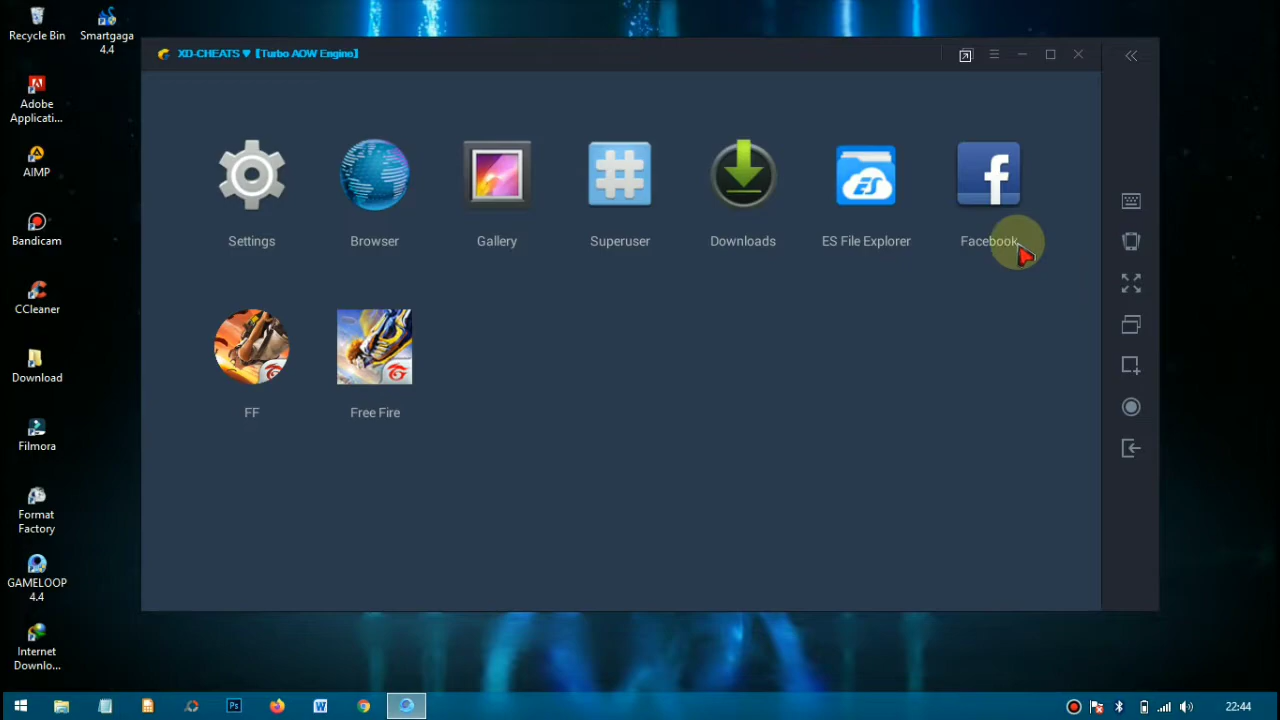 Recycle Bin
Smartgaga
4.4
Adobe
Applicati...
AIMP
Bandicam
CCleaner
Download
Filmora
Format
Factory
GAMELOOP
4.4
Internet
Downlo...
XD-CHEATS ♥ [Turbo AOW Engine]
Settings
Browser
Gallery
Superuser
Downloads
ES
ES File Explorer
Facebook
FF
Free Fire
Ps
22:44